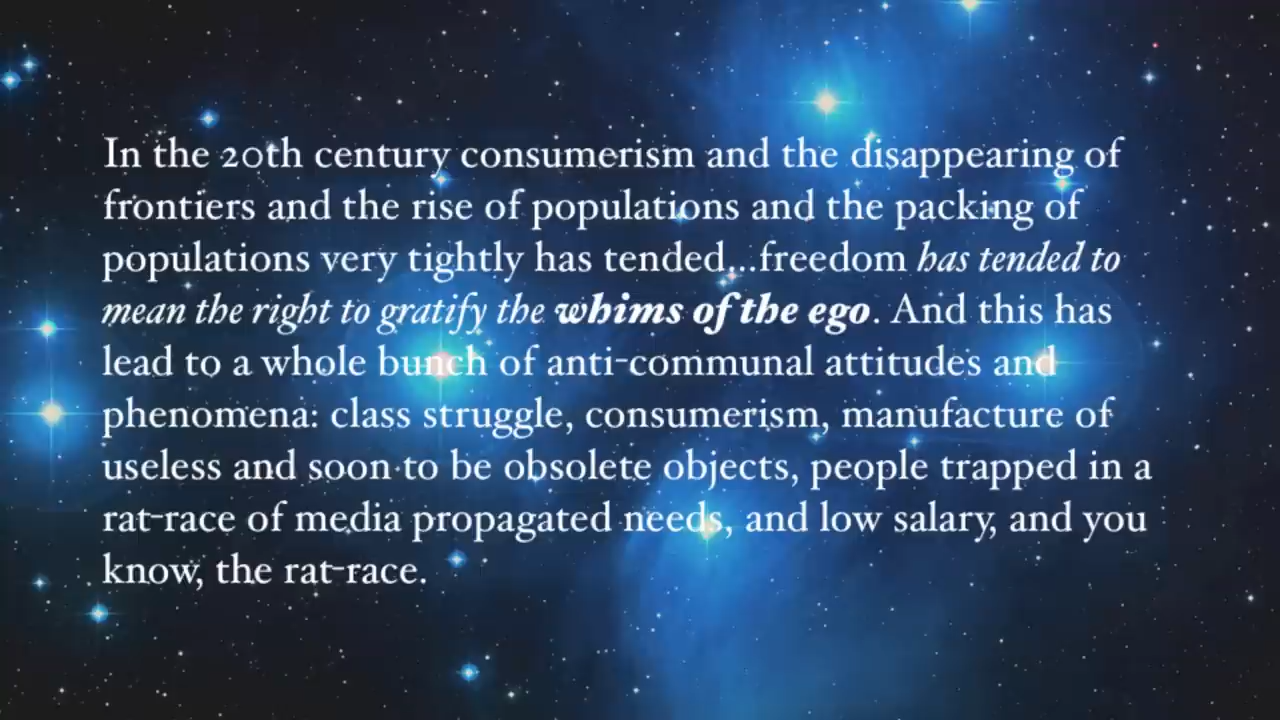 In the 20th century consumerism and the disappearing of
frontiers and the rise of populations and the packing of
populations very tightly has tended...freedom has tended to
mean the right to gratify the whims of the ego. And this has
lead to a whole bunch of anti-communal attitudes and
phenomena: class struggle, consumerism, manufacture of
useless and soon to be obsolete objects, people trapped in a
rat-race of media propagated needs, and low salary, and you
know, the rat-race.